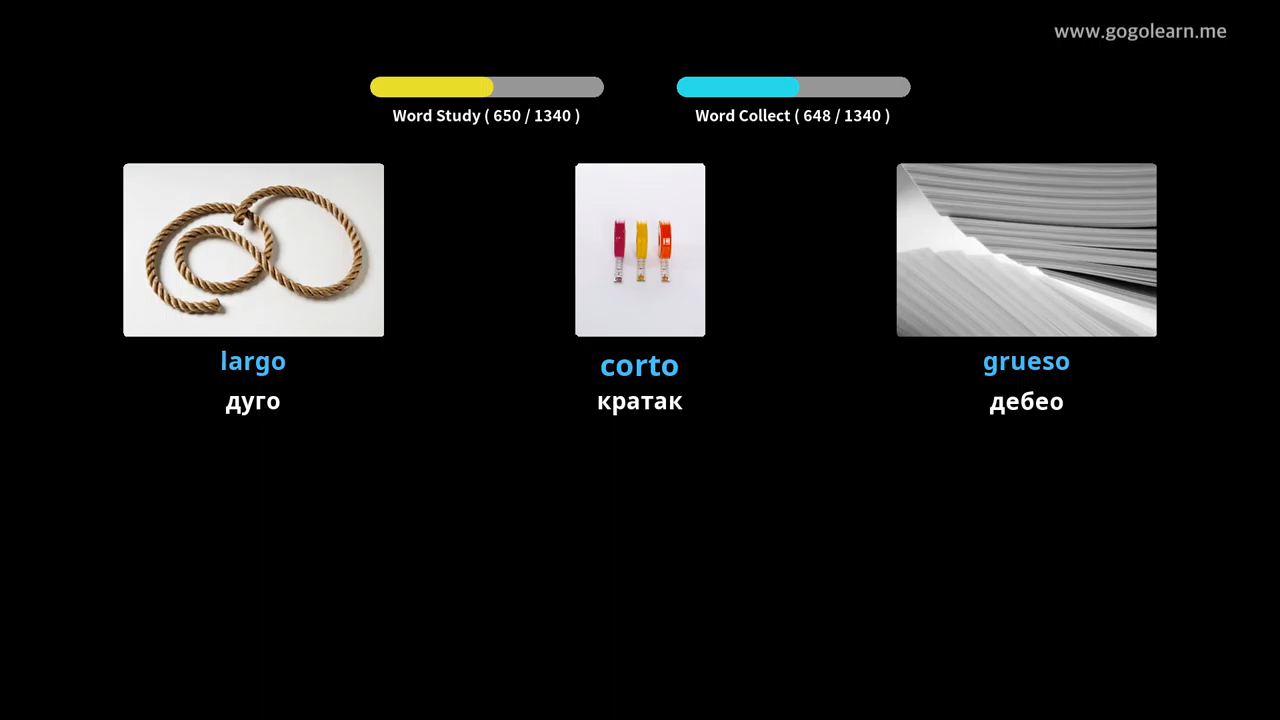 www.gogolearn.me
Word Study ( 650 / 1340 )
Word Collect ( 648 / 1340 )
largo
corto
grueso
дуго
кратак
дебео